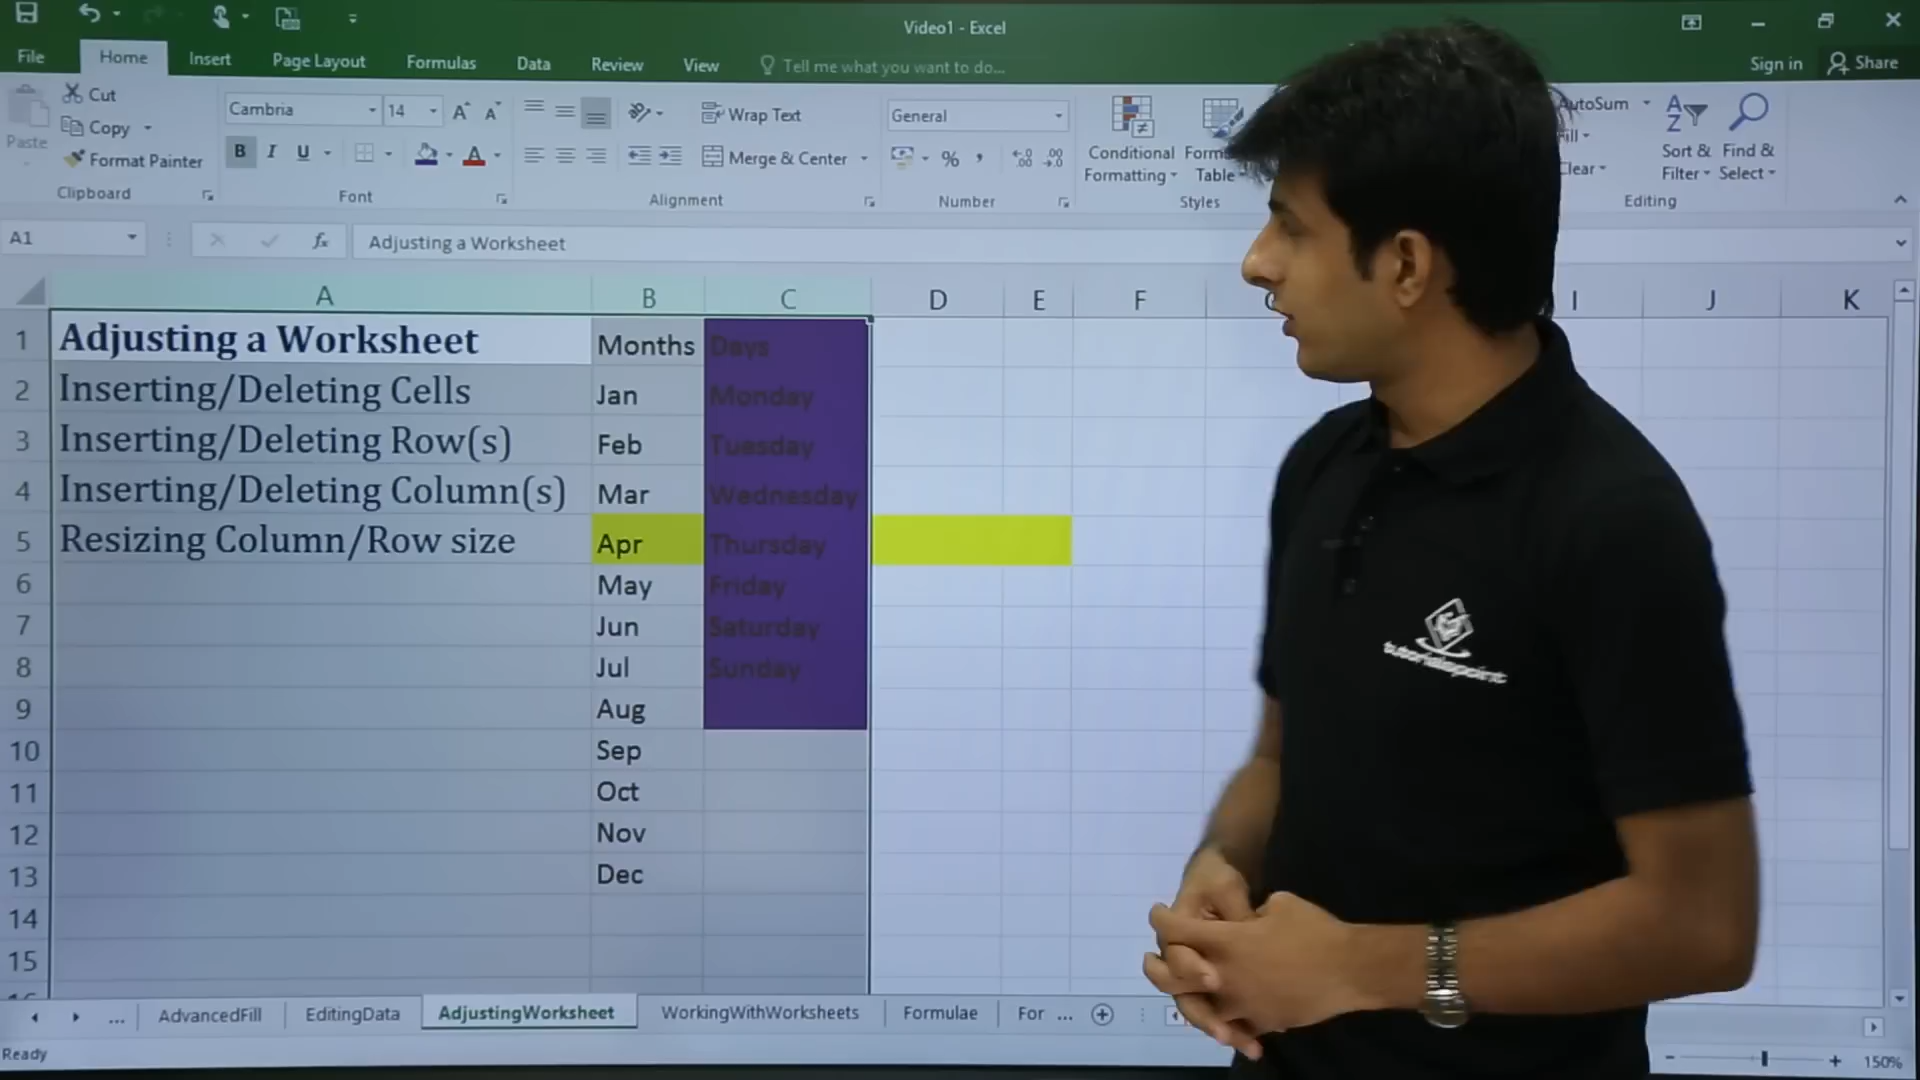 Video1 - Excel
File Home Insert Page Layout Formulas Data Review View Tell me what you want to do... Sign in Share
Paste
Cut
Copy
Format Painter
Clipboard
Cambria 14
B I U
Font
Wrap Text
Merge & Center
Alignment
General
%
Number
Conditional Formatting
Table
Styles
AutoSum
Clear
Sort & Filter
Find & Select
Editing
A1 fx Adjusting a Worksheet
A B C D E F I J K
1 Adjusting a Worksheet Months Days
2 Inserting/Deleting Cells Jan Monday
3 Inserting/Deleting Row(s) Feb Tuesday
4 Inserting/Deleting Column(s) Mar Wednesday
5 Resizing Column/Row size Apr Thursday
6 May Friday
7 Jun Saturday
8 Jul Sunday
9 Aug
10 Sep
11 Oct
12 Nov
13 Dec
14
15
... AdvancedFill EditingData AdjustingWorksheet WorkingWithWorksheets Formulae For ...
Ready
150%
tutorialspoint